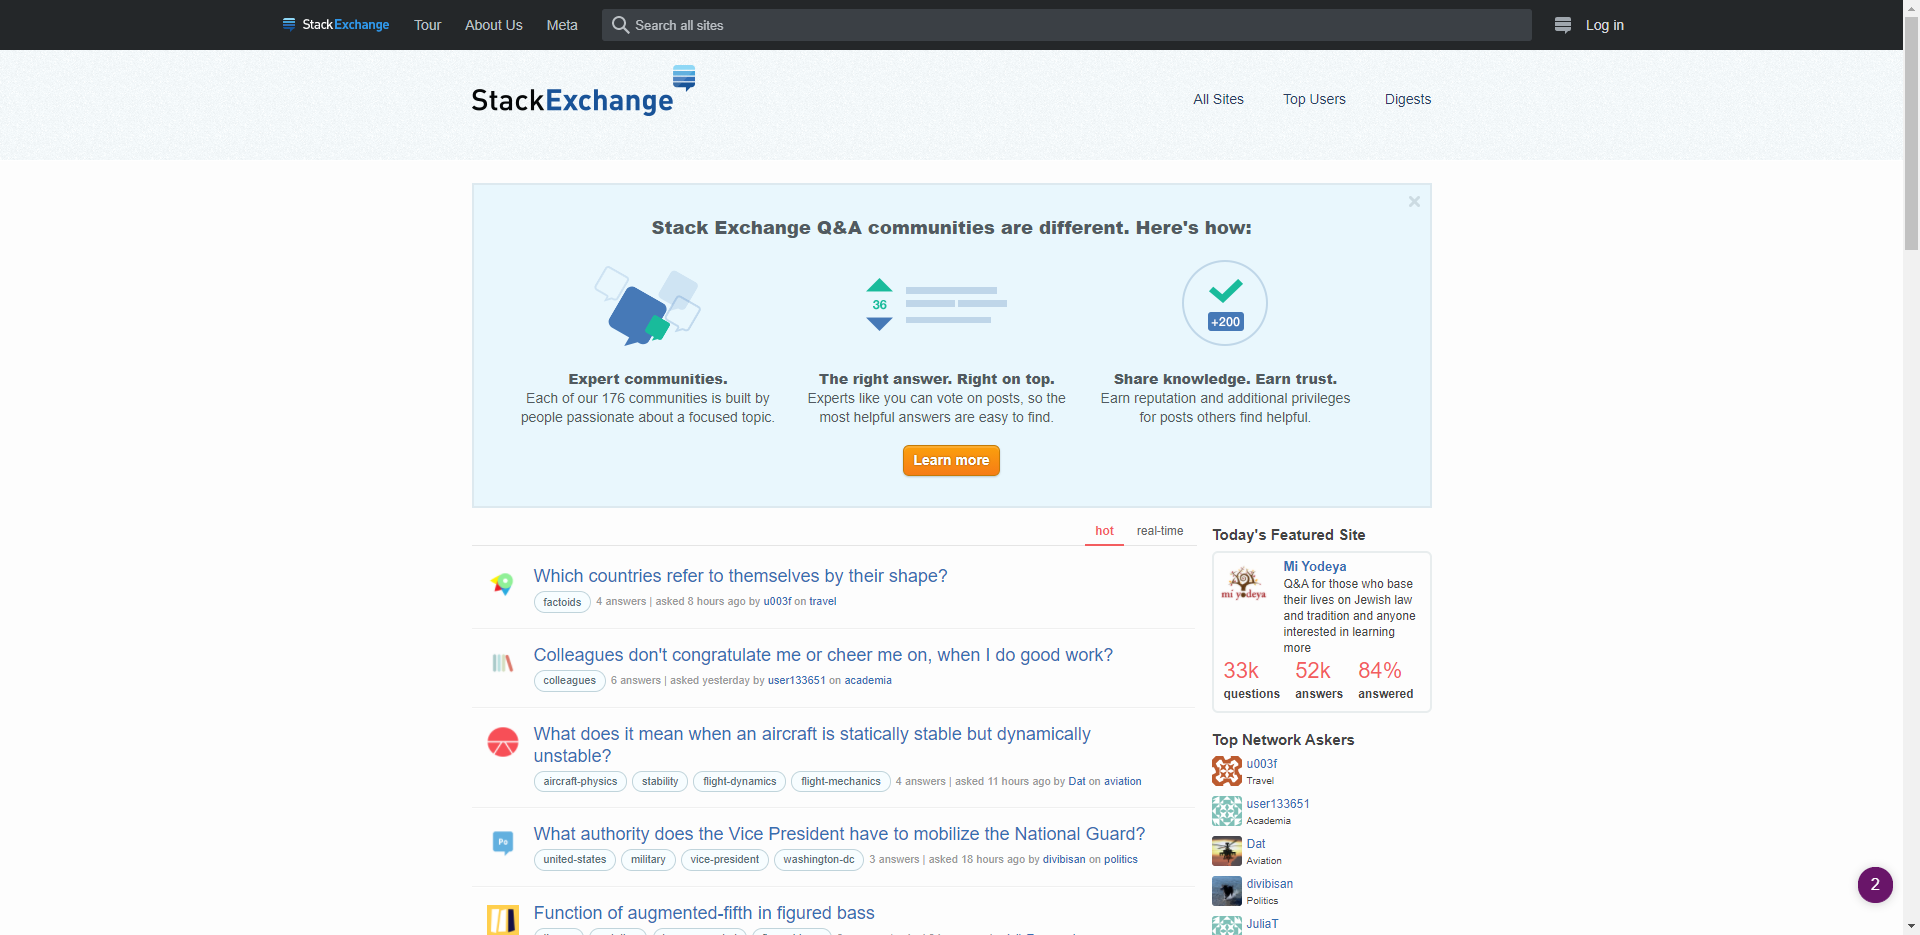 StackExchange Tour About Us Meta Search all sites Log in
StackExchange
All Sites Top Users Digests
Stack Exchange Q&A communities are different. Here's how:
36
+200
Expert communities.
Each of our 176 communities is built by
people passionate about a focused topic.
The right answer. Right on top.
Experts like you can vote on posts, so the
most helpful answers are easy to find.
Share knowledge. Earn trust.
Earn reputation and additional privileges
for posts others find helpful.
Learn more
hot real-time
Which countries refer to themselves by their shape?
factoids 4 answers | asked 8 hours ago by u003f on travel
Colleagues don't congratulate me or cheer me on, when I do good work?
colleagues 6 answers | asked yesterday by user133651 on academia
What does it mean when an aircraft is statically stable but dynamically
unstable?
aircraft-physics stability flight-dynamics flight-mechanics 4 answers | asked 11 hours ago by Dat on aviation
Po
What authority does the Vice President have to mobilize the National Guard?
united-states military vice-president washington-dc 3 answers | asked 18 hours ago by divibisan on politics
Function of augmented-fifth in figured bass
Today's Featured Site
mi yodeya
Mi Yodeya
Q&A for those who base
their lives on Jewish law
and tradition and anyone
interested in learning
more
33k 52k 84%
questions answers answered
Top Network Askers
u003f
Travel
user133651
Academia
Dat
Aviation
divibisan
Politics
JuliaT
2